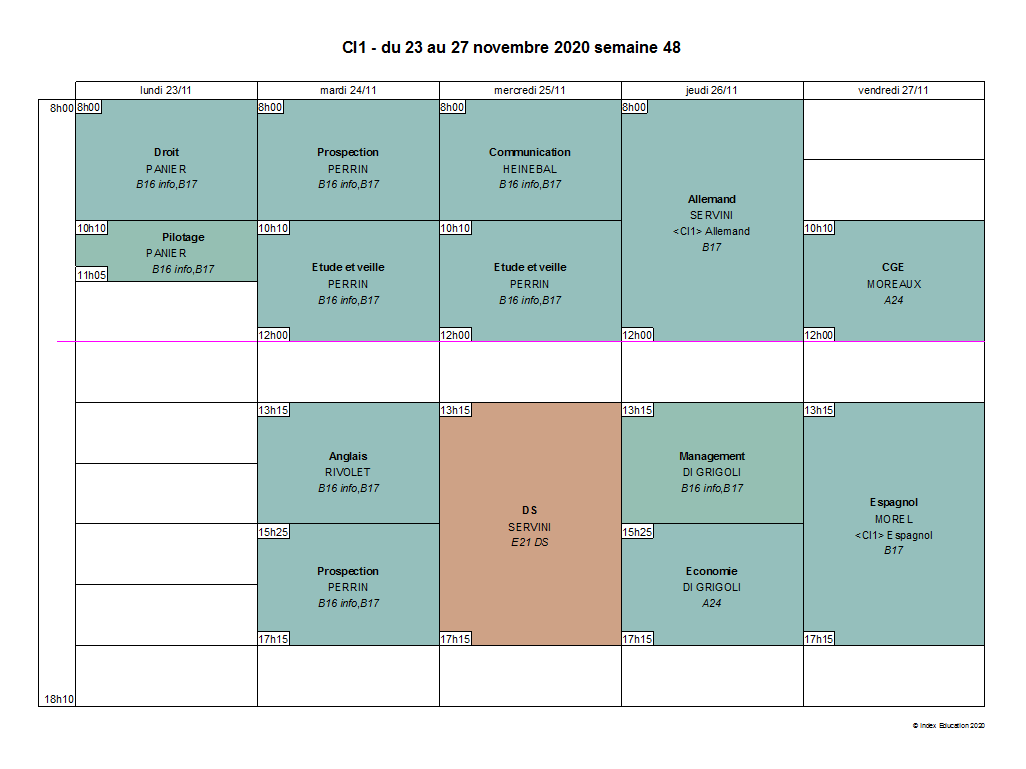 CI1 - du 23 au 27 novembre 2020 semaine 48
lundi 23/11
mardi 24/11
mercredi 25/11
jeudi 26/11
vendredi 27/11
8h00
8h00
Droit
PANIER
B16 info,B17
10h10
Pilotage
PANIER
B16 info,B17
11h05
8h00
Prospection
PERRIN
B16 info,B17
10h10
Etude et veille
PERRIN
B16 info,B17
12h00
13h15
Anglais
RIVOLET
B16 info,B17
15h25
Prospection
PERRIN
B16 info,B17
17h15
8h00
Communication
HEINEBAL
B16 info,B17
10h10
Etude et veille
PERRIN
B16 info,B17
12h00
13h15
DS
SERVINI
E21 DS
17h15
8h00
Allemand
SERVINI
<CI1> Allemand
B17
12h00
13h15
Management
DI GRIGOLI
B16 info,B17
15h25
Economie
DI GRIGOLI
A24
17h15
10h10
CGE
MOREAUX
A24
12h00
13h15
Espagnol
MOREL
<CI1> Espagnol
B17
17h15
18h10
© Index Education 2020